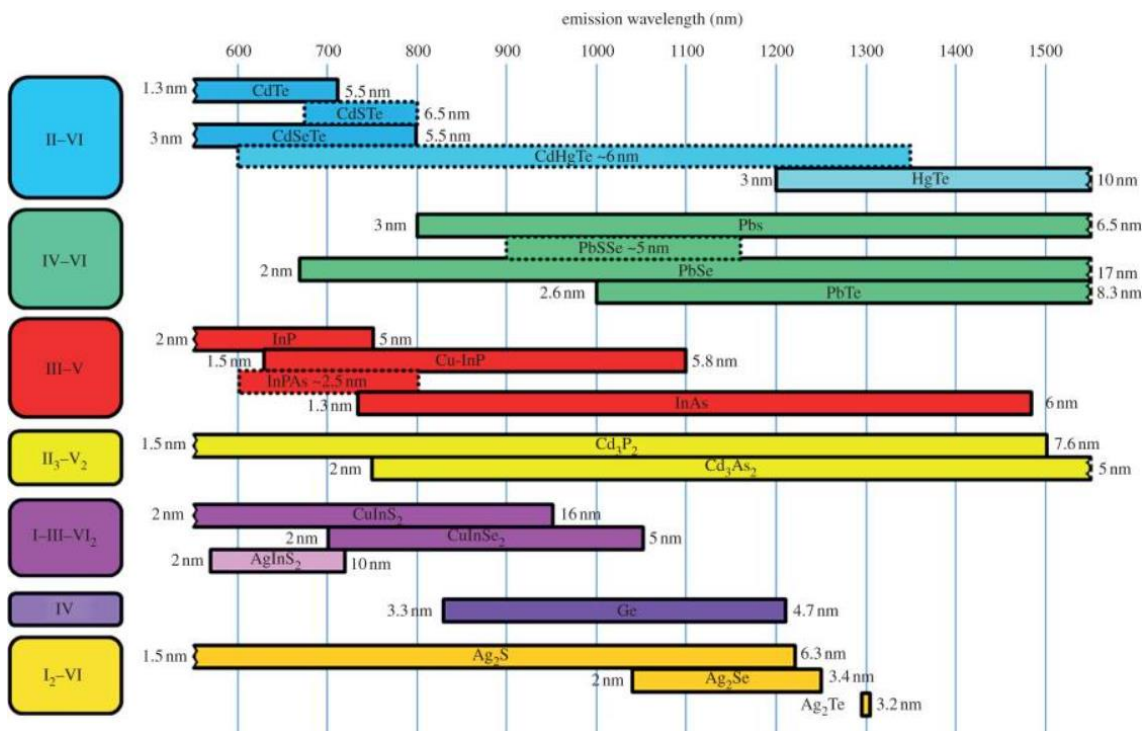 emission wavelength (nm)
600 700 800 900 1000 1100 1200 1300 1400 1500
II–VI
1.3 nm CdTe 5.5 nm
CdSTe 6.5 nm
3 nm CdSeTe 5.5 nm
CdHgTe ~6 nm
3 nm HgTe 10 nm
IV–VI
3 nm Pbs 6.5 nm
PbSSe ~5 nm
2 nm PbSe 17 nm
2.6 nm PbTe 8.3 nm
III–V
2 nm InP 5 nm
1.5 nm Cu-InP 5.8 nm
InPAs ~2.5 nm
1.3 nm InAs 6 nm
II₃–V₂
1.5 nm Cd₃P₂ 7.6 nm
2 nm Cd₃As₂ 5 nm
I–III–VI₂
2 nm CuInS₂ 16 nm
2 nm CuInSe₂ 5 nm
2 nm AgInS₂ 10 nm
IV
3.3 nm Ge 4.7 nm
I₂–VI
1.5 nm Ag₂S 6.3 nm
2 nm Ag₂Se 3.4 nm
Ag₂Te 3.2 nm